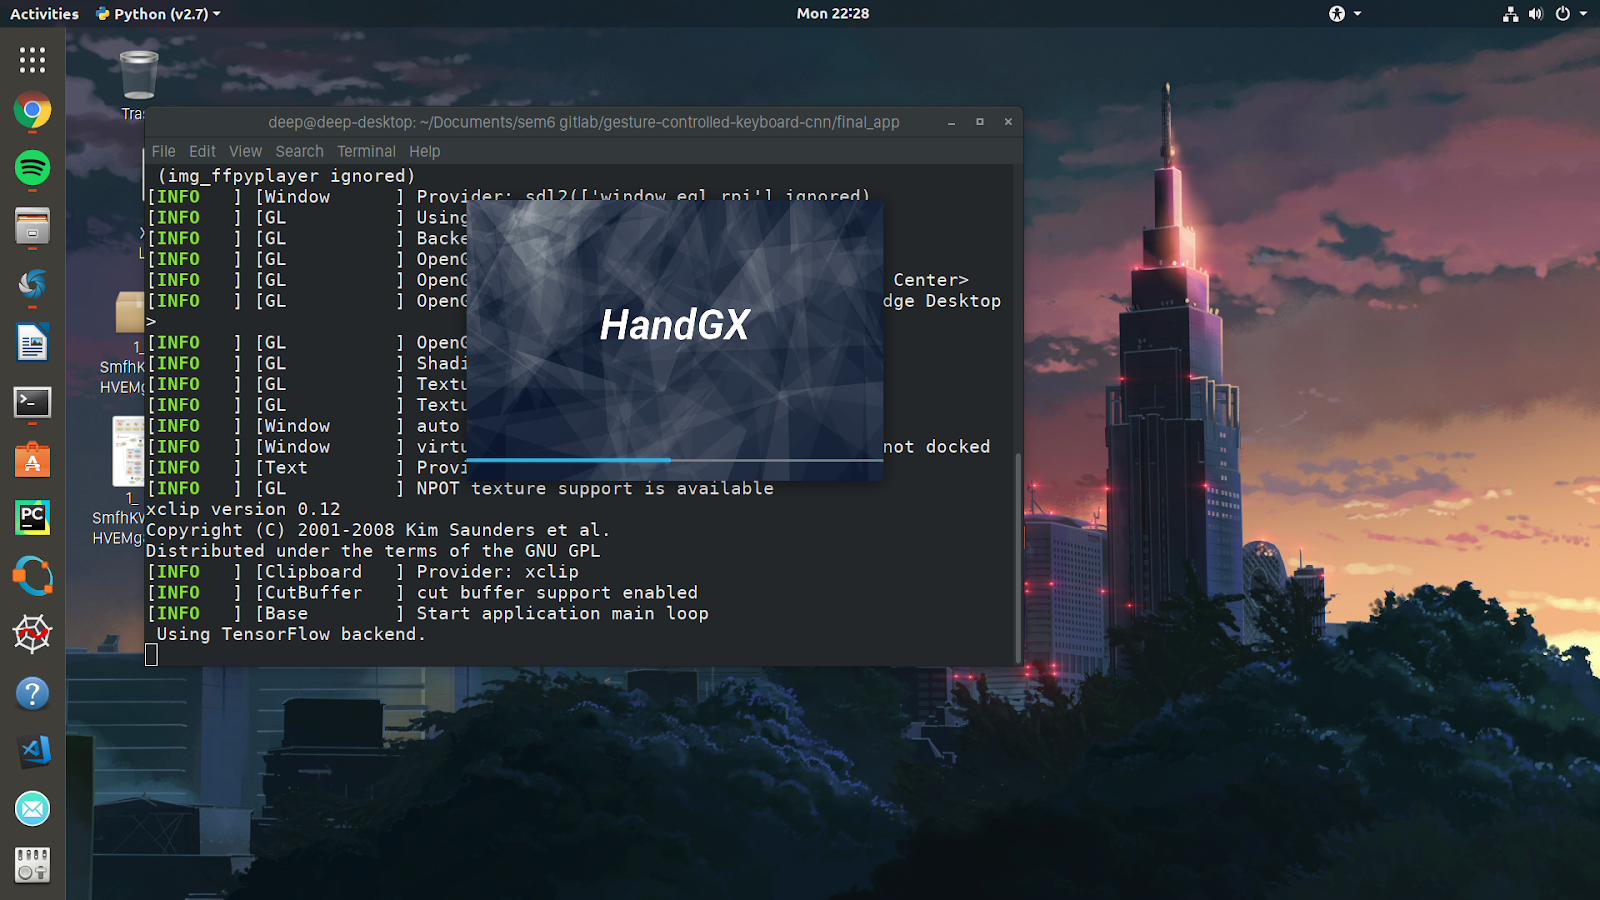 Activities
Python (v2.7)
Mon 22:28
deep@deep-desktop: ~/Documents/sem6 gitlab/gesture-controlled-keyboard-cnn/final_app
File Edit View Search Terminal Help
(img_ffpyplayer ignored)
[INFO ] [Window ] Provider: sdl2(['window_egl_rpi'] ignored)
[INFO ] [GL ] Using
[INFO ] [GL ] Backe
[INFO ] [GL ] OpenG
[INFO ] [GL ] OpenG Center>
[INFO ] [GL ] OpenG dge Desktop
>
[INFO ] [GL ] OpenG
[INFO ] [GL ] Shadi
[INFO ] [GL ] Textu
[INFO ] [GL ] Textu
[INFO ] [Window ] auto
[INFO ] [Window ] virtu not docked
[INFO ] [Text ] Provi
[INFO ] [GL ] NPOT texture support is available
xclip version 0.12
Copyright (C) 2001-2008 Kim Saunders et al.
Distributed under the terms of the GNU GPL
[INFO ] [Clipboard ] Provider: xclip
[INFO ] [CutBuffer ] cut buffer support enabled
[INFO ] [Base ] Start application main loop
Using TensorFlow backend.
HandGX
Tras
1_
SmfhK
HVEMg
1_
SmfhKV
HVEMg
PC